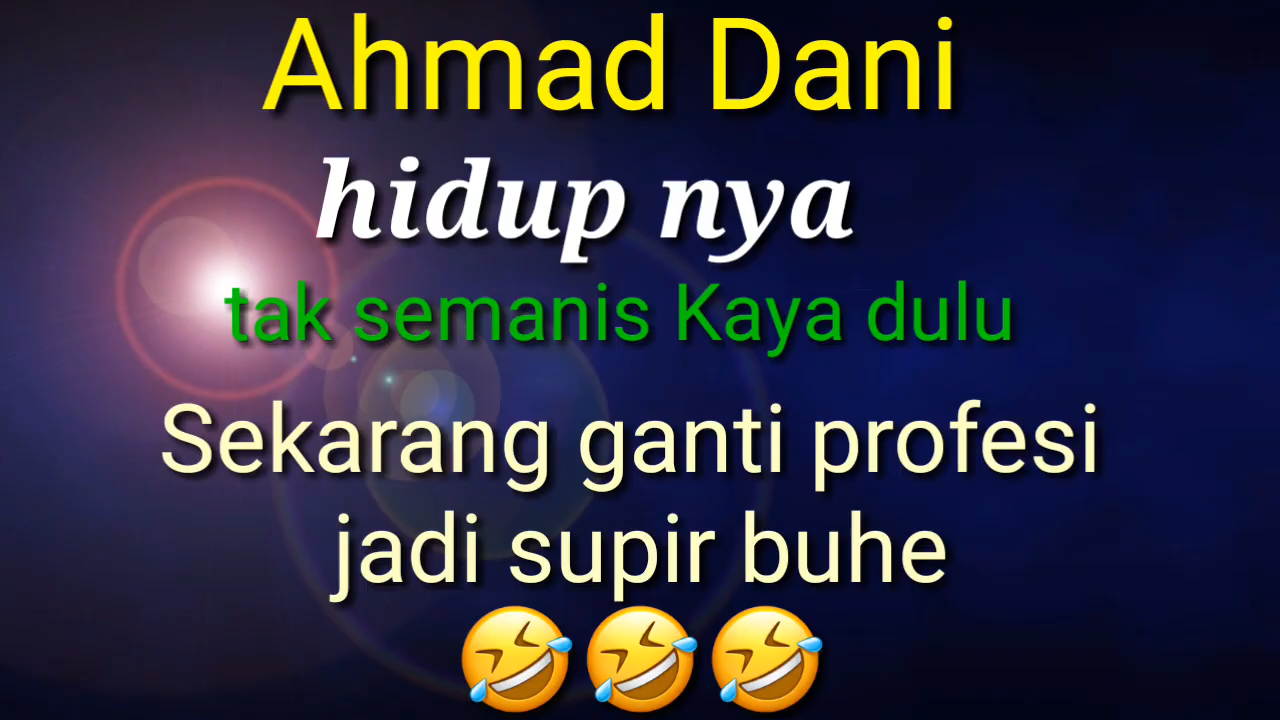 Ahmad Dani
hidup nya
tak semanis Kaya dulu
Sekarang ganti profesi
jadi supir buhe
🤣🤣🤣